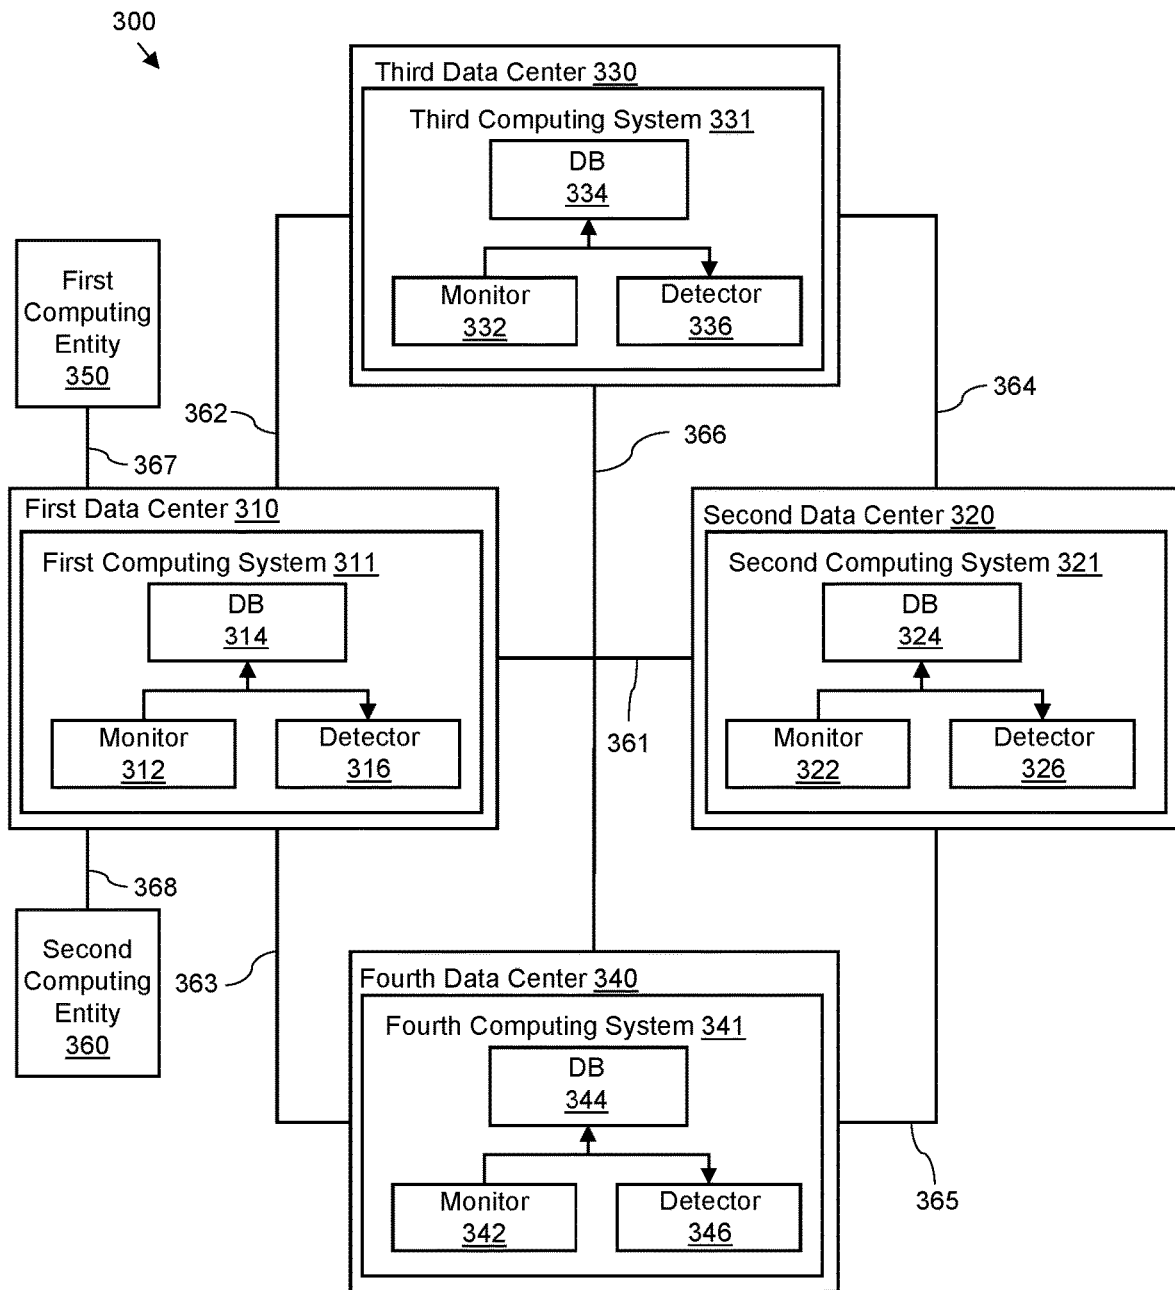 300
Third Data Center 330
Third Computing System 331
DB
334
Monitor
332
Detector
336
First
Computing
Entity
350
362
364
366
367
First Data Center 310
First Computing System 311
DB
314
Monitor
312
Detector
316
Second Data Center 320
Second Computing System 321
DB
324
Monitor
322
Detector
326
361
368
363
Second
Computing
Entity
360
Fourth Data Center 340
Fourth Computing System 341
DB
344
Monitor
342
Detector
346
365